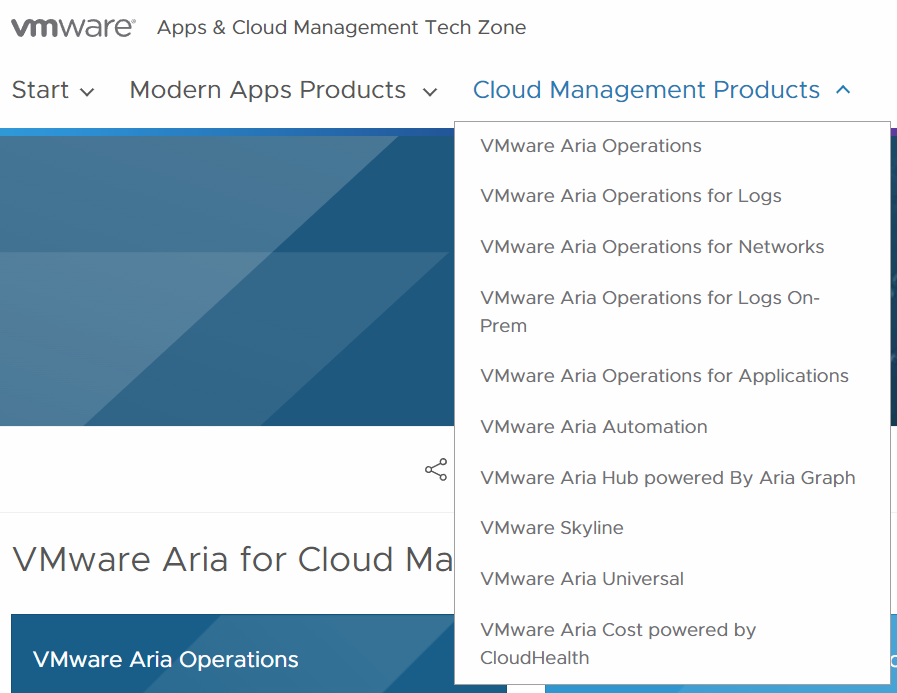 vmware® Apps & Cloud Management Tech Zone
Start Modern Apps Products Cloud Management Products
VMware Aria Operations
VMware Aria Operations for Logs
VMware Aria Operations for Networks
VMware Aria Operations for Logs On-
Prem
VMware Aria Operations for Applications
VMware Aria Automation
VMware Aria Hub powered By Aria Graph
VMware Skyline
VMware Aria Universal
VMware Aria Cost powered by
CloudHealth
VMware Aria for Cloud Ma
VMware Aria Operations